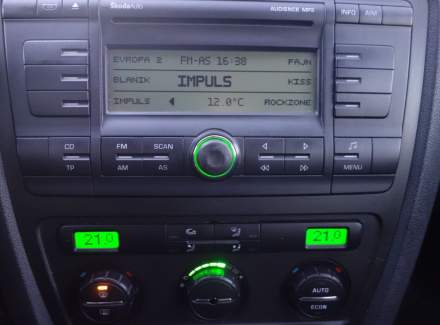 ŠkodaAuto AUDIENCE MP3 INFO AIM
EVROPA 2 FM-AS 16:38 FAJN
BLANIK IMPULS KISS
IMPULS 12.0°C ROCKZONE
CD FM SCAN
TP AM AS MENU
21.0 21.0
AUTO
ECON